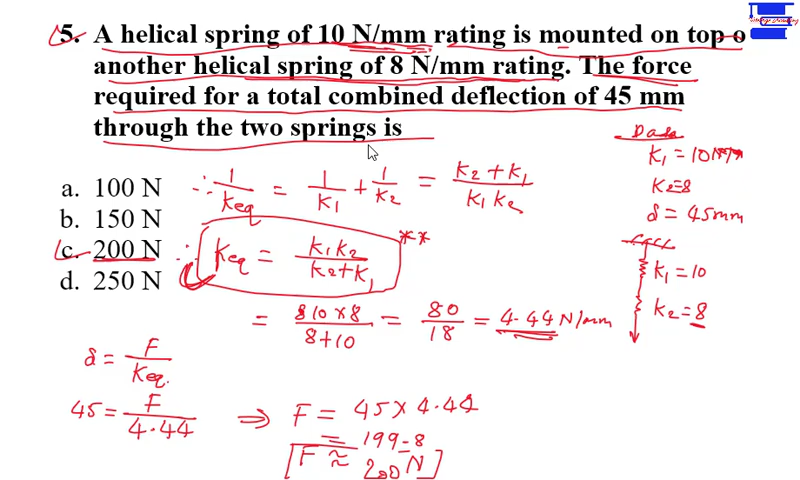 5. A helical spring of 10 N/mm rating is mounted on top o
another helical spring of 8 N/mm rating. The force
required for a total combined deflection of 45 mm
through the two springs is
Data
K₁ = 10 N/mm
K₂=8
δ = 45mm
a. 100 N
b. 150 N
c. 200 N
d. 250 N
∴ 1/Keq = 1/K₁ + 1/K₂ = K₂+K₁/K₁K₂
∴ Keq = K₁K₂/K₂+K₁ **
K₁ = 10
K₂ = 8
= 10×8/8+10 = 80/18 = 4.44 N/mm
δ = F/Keq.
45 = F/4.44 ⇒ F = 45 × 4.44
= 199.8
[F ≈ 200 N]